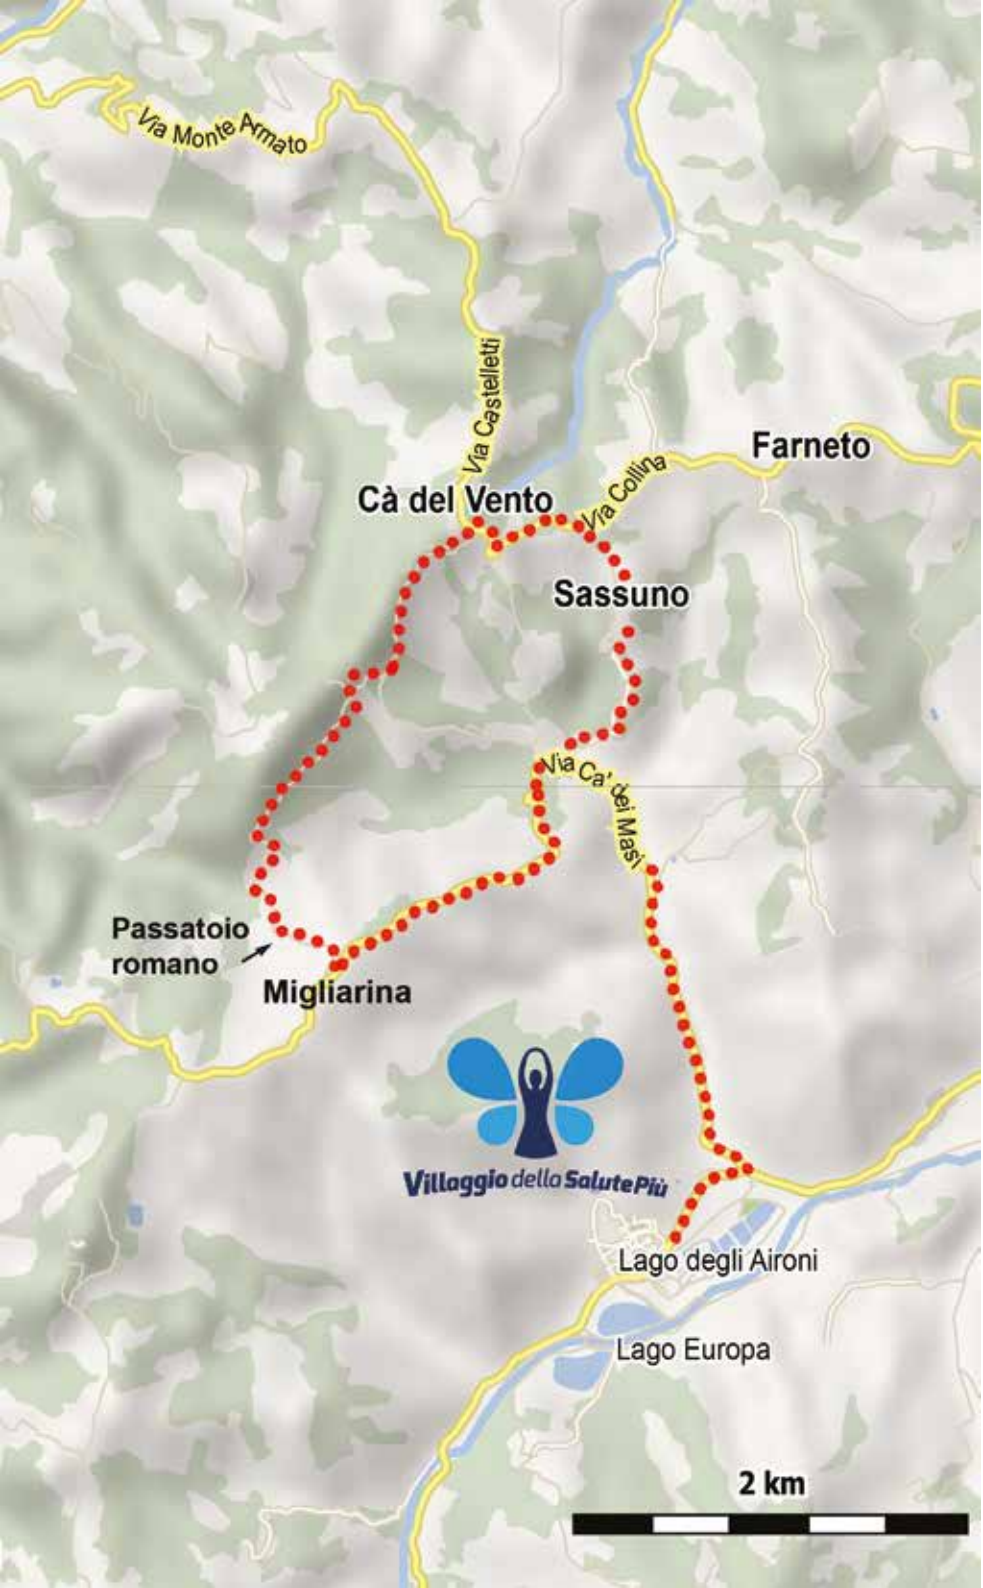 Via Monte Armato
Via Castelletti
Farneto
Via Collina
Cà del Vento
Sassuno
Via Ca' dei Masi
Passatoio
romano
Migliarina
Villaggio della Salute Più
Lago degli Aironi
Lago Europa
2 km